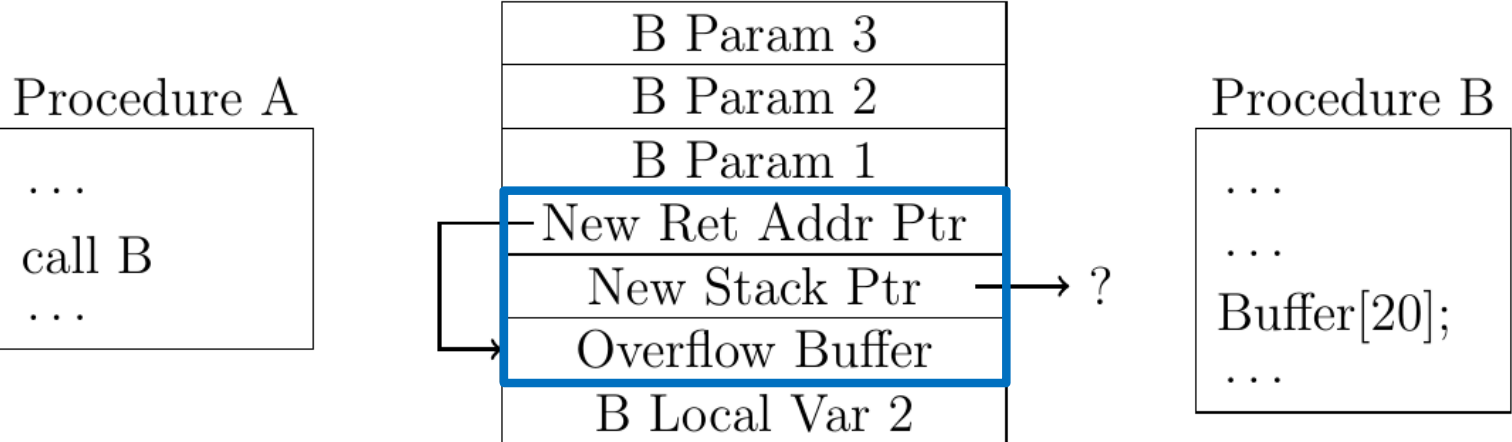 Procedure A
. . .
call B
. . .
B Param 3
B Param 2
B Param 1
New Ret Addr Ptr
New Stack Ptr
?
Overflow Buffer
B Local Var 2
Procedure B
. . .
. . .
Buffer[20];
. . .